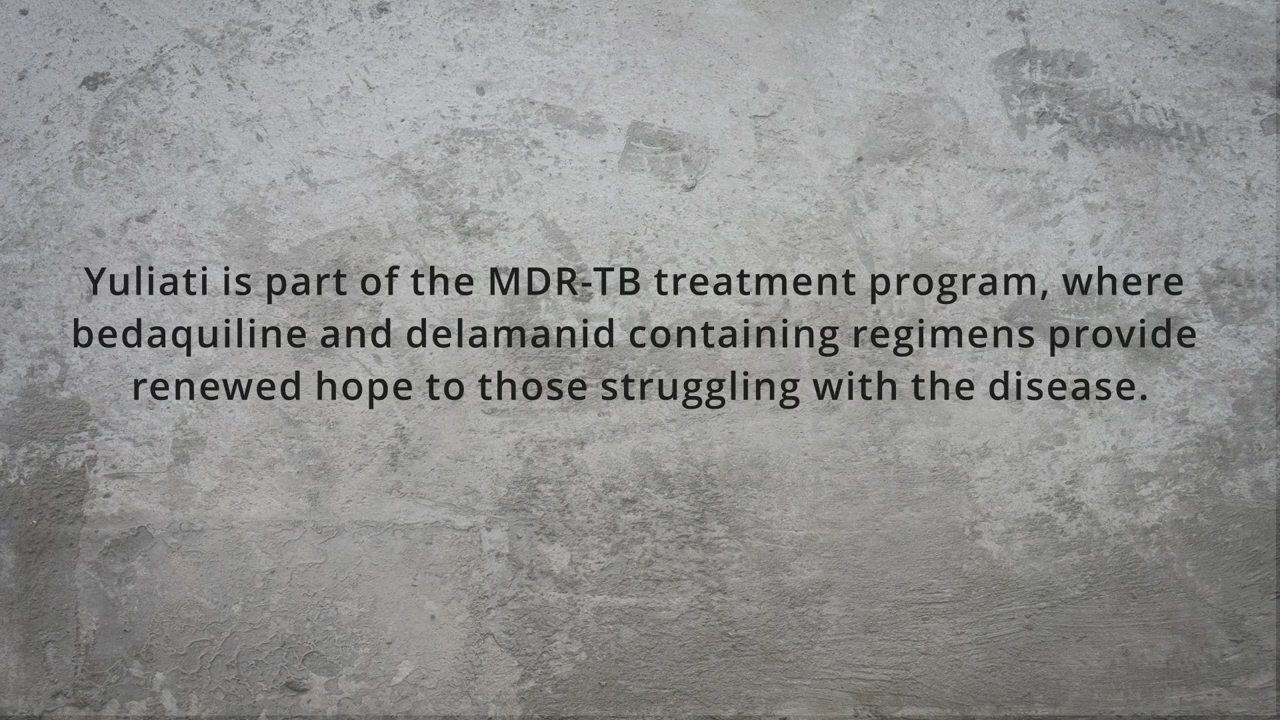 Yuliati is part of the MDR-TB treatment program, where
bedaquiline and delamanid containing regimens provide
renewed hope to those struggling with the disease.